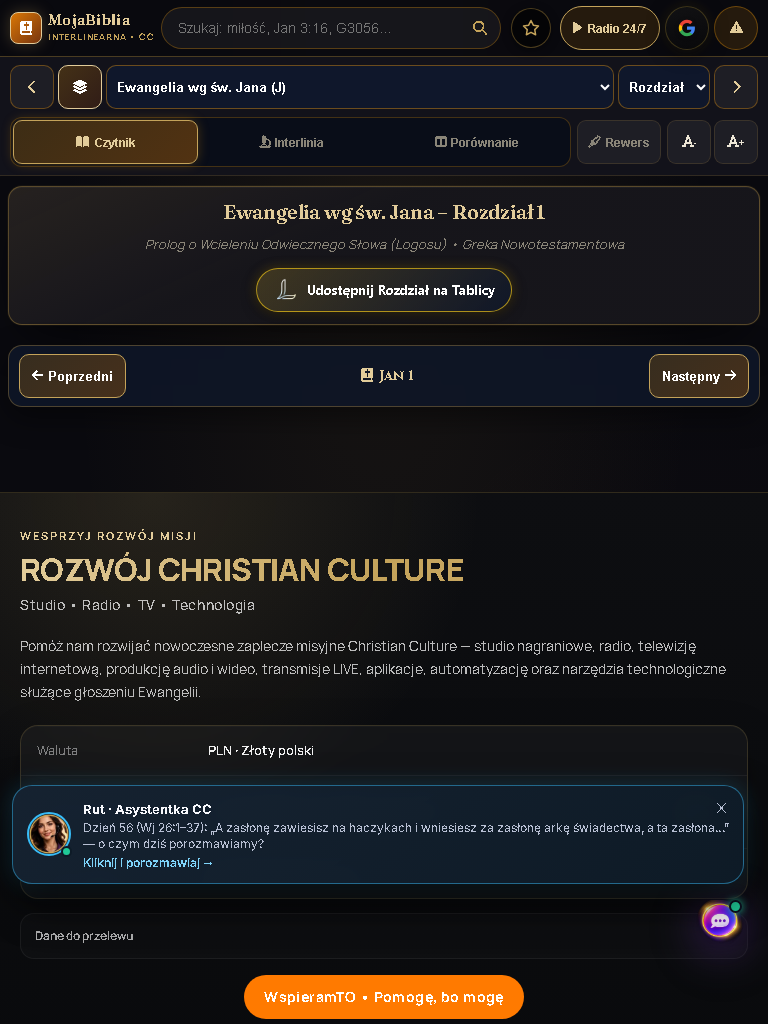 MojaBiblia
INTERLINEARNA • CC
Szukaj: miłość, Jan 3:16, G3056...
Radio 24/7
Ewangelia wg św. Jana (J)
Rozdział
Czytnik
Interlinia
Porównanie
Rewers
A-
A+
Ewangelia wg św. Jana – Rozdział 1
Prolog o Wcieleniu Odwiecznego Słowa (Logosu) • Greka Nowotestamentowa
Udostępnij Rozdział na Tablicy
← Poprzedni
JAN 1
Następny →
WESPRZYJ ROZWÓJ MISJI
ROZWÓJ CHRISTIAN CULTURE
Studio • Radio • TV • Technologia
Pomóż nam rozwijać nowoczesne zaplecze misyjne Christian Culture — studio nagraniowe, radio, telewizję
internetową, produkcję audio i wideo, transmisje LIVE, aplikacje, automatyzację oraz narzędzia technologiczne
służące głoszeniu Ewangelii.
Waluta
PLN · Złoty polski
Rut · Asystentka CC
Dzień 56 (Wj 26:1–37): „A zasłonę zawiesisz na haczykach i wniesiesz za zasłonę arkę świadectwa, a ta zasłona…”
— o czym dziś porozmawiamy?
Kliknij i porozmawiaj →
Dane do przelewu
WspieramTO • Pomogę, bo mogę